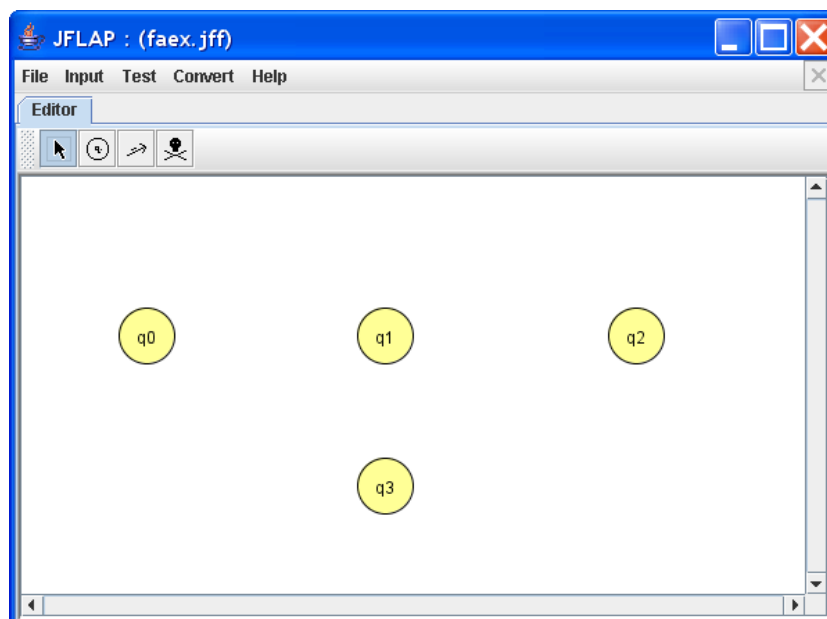 JFLAP : (faex.jff)
File Input Test Convert Help
Editor
q
q0 q1 q2
q3